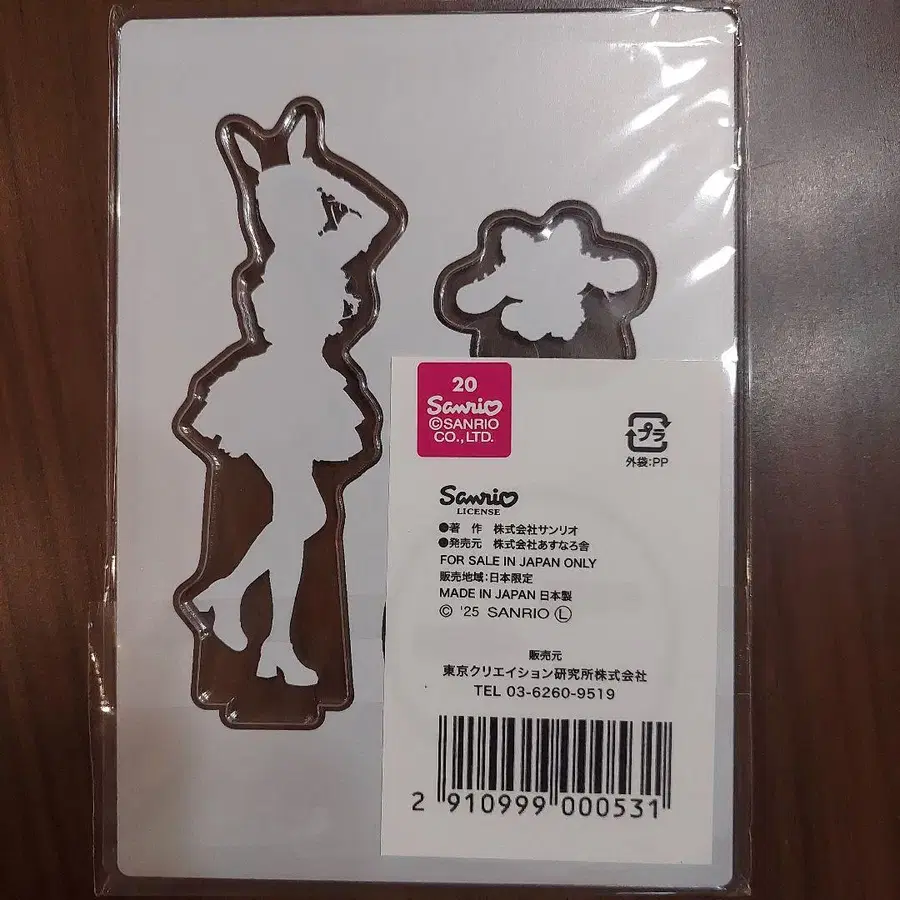 20
Sanrio
©SANRIO
CO.,LTD.
プラ
外袋:PP
Sanrio
LICENSE
●著 作 株式会社サンリオ
●発売元 株式会社あすなろ舎
FOR SALE IN JAPAN ONLY
販売地域:日本限定
MADE IN JAPAN 日本製
© '25 SANRIO Ⓛ
販売元
東京クリエイション研究所株式会社
TEL 03-6260-9519
2 910999 000531